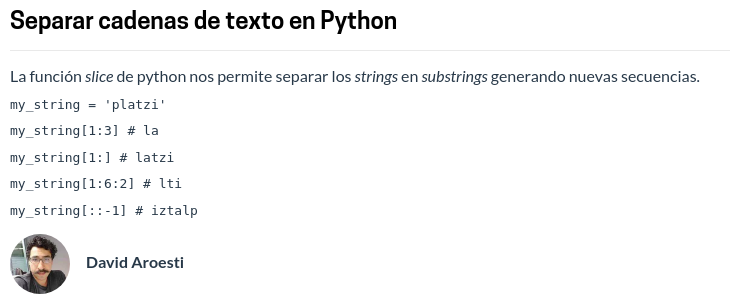 Separar cadenas de texto en Python
La función slice de python nos permite separar los strings en substrings generando nuevas secuencias.
my_string = 'platzi'
my_string[1:3] # la
my_string[1:] # latzi
my_string[1:6:2] # lti
my_string[::-1] # iztalp
David Aroesti